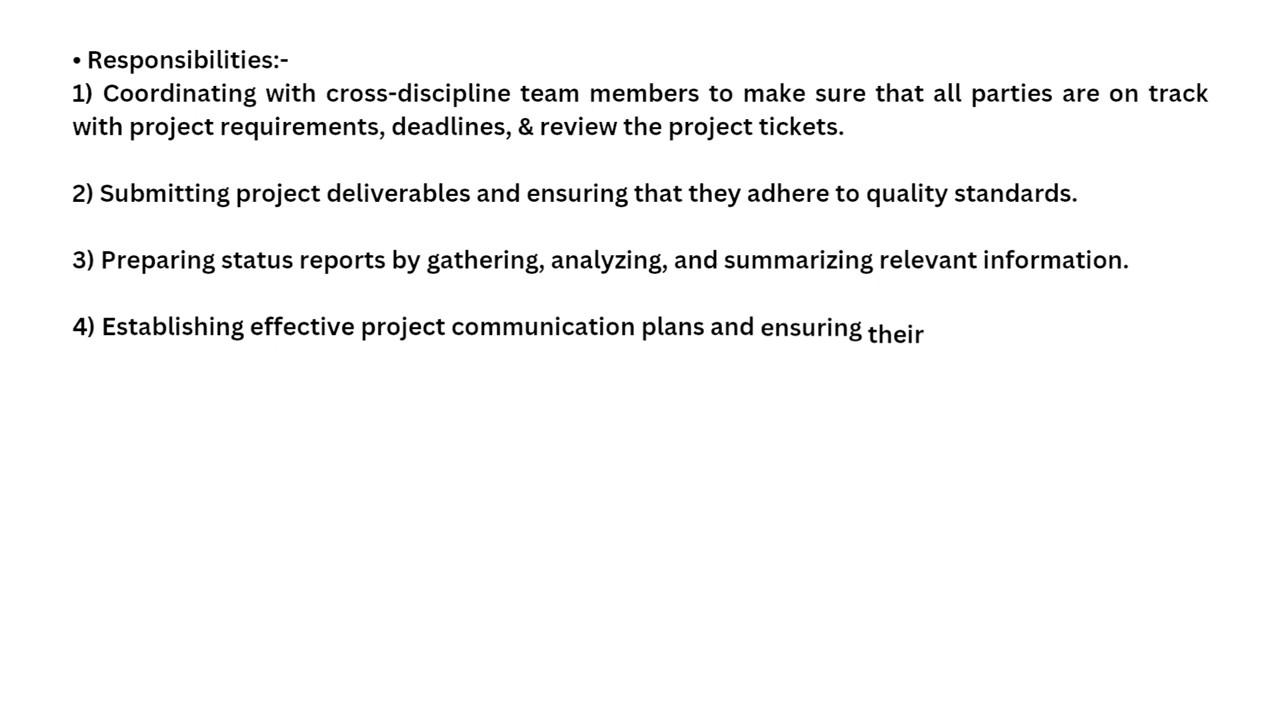 • Responsibilities:-
1) Coordinating with cross-discipline team members to make sure that all parties are on track
with project requirements, deadlines, & review the project tickets.
2) Submitting project deliverables and ensuring that they adhere to quality standards.
3) Preparing status reports by gathering, analyzing, and summarizing relevant information.
4) Establishing effective project communication plans and ensuring their